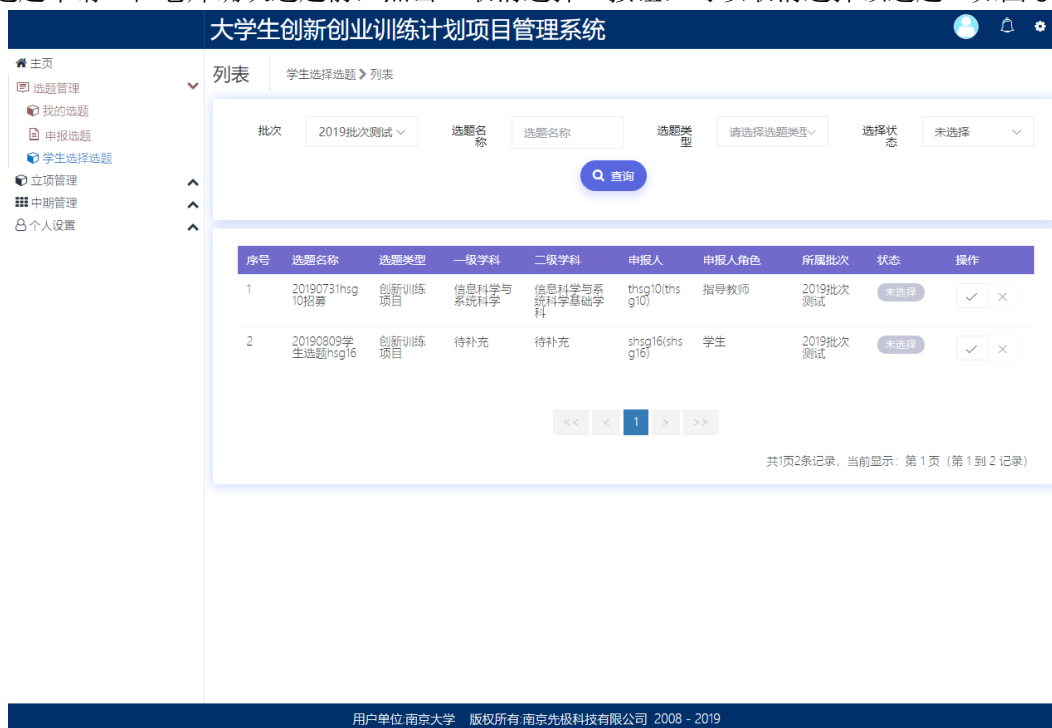 大学生创新创业训练计划项目管理系统
主页
选题管理
我的选题
申报选题
学生选择选题
立项管理
中期管理
个人设置
列表 学生选择选题 列表
批次 2019批次测试 选题名称 选题名称 选题类型 请选择选题类型 选择状态 未选择
查询
序号 选题名称 选题类型 一级学科 二级学科 申报人 申报人角色 所属批次 状态 操作
1 20190731hsg10招募 创新训练项目 信息科学与系统科学 信息科学与系统科学基础学科 thsg10(thsg10) 指导教师 2019批次测试 未选择
2 20190809学生选题hsg16 创新训练项目 待补充 待补充 shsg16(shsg16) 学生 2019批次测试 未选择
<< < 1 > >>
共1页2条记录, 当前显示: 第 1 页 (第 1 到 2 记录)
用户单位:南京大学 版权所有:南京先极科技有限公司 2008 - 2019